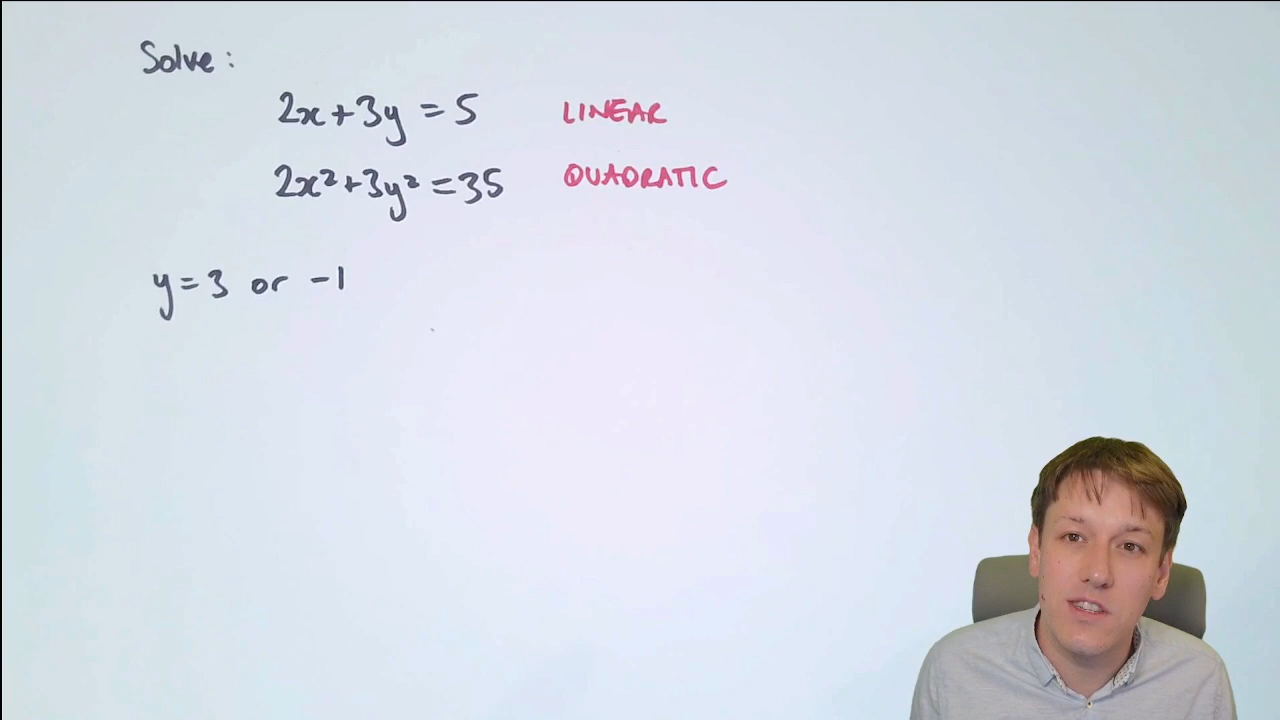 Solve:
2x+3y=5 LINEAR
2x²+3y²=35 QUADRATIC
y=3 or -1